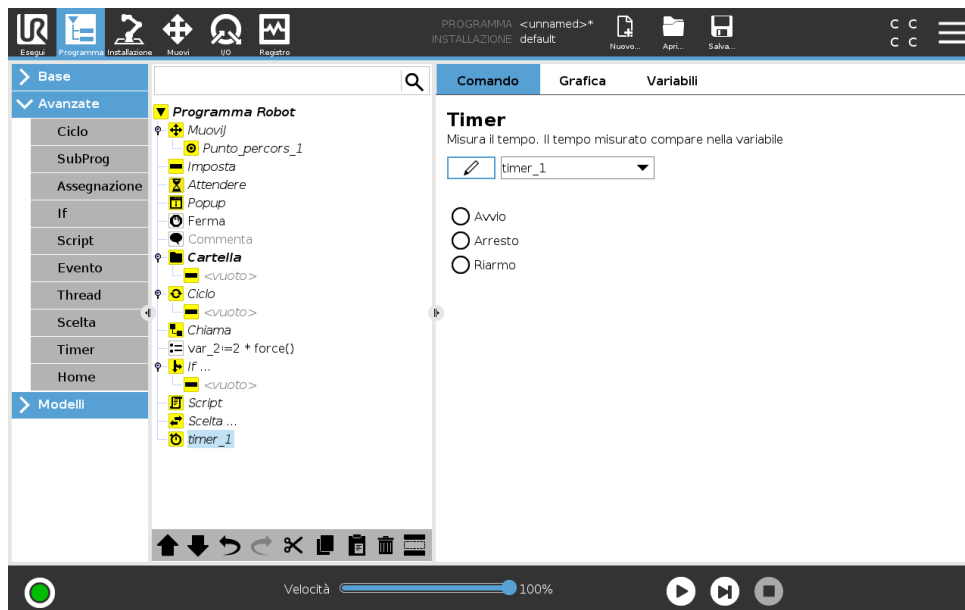 PROGRAMMA <unnamed>*
INSTALLAZIONE default
Esegui Programma Installazione Muovi I/O Registro Nuovo... Apri... Salva...
C C
C C
Base
Avanzate
Ciclo
SubProg
Assegnazione
If
Script
Evento
Thread
Scelta
Timer
Home
Modelli
Programma Robot
MuoviJ
Punto_percors_1
Imposta
Attendere
Popup
Ferma
Commenta
Cartella
<vuoto>
Ciclo
<vuoto>
Chiama
var_2:=2 * force()
If ...
<vuoto>
Script
Scelta ...
timer_1
Comando Grafica Variabili
Timer
Misura il tempo. Il tempo misurato compare nella variabile
timer_1
Avvio
Arresto
Riarmo
Velocità 100%